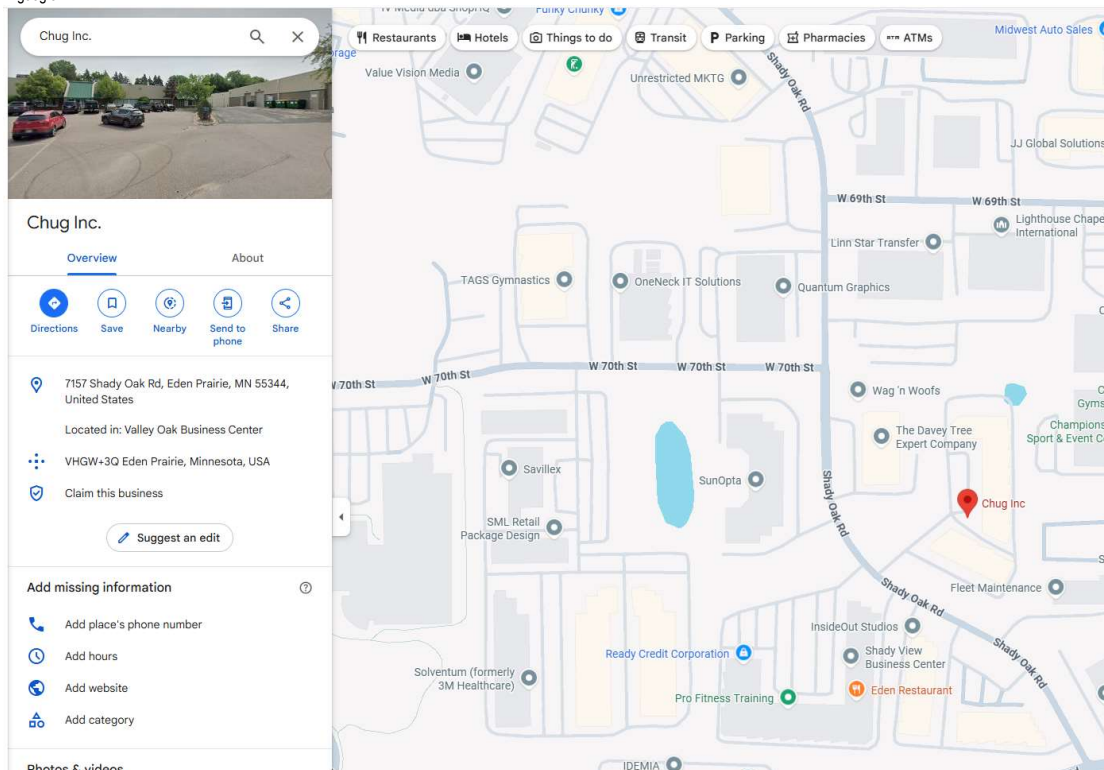 Chug Inc.
Chug Inc.
Overview
About
Directions
Save
Nearby
Send to
phone
Share
7157 Shady Oak Rd, Eden Prairie, MN 55344,
United States
Located in: Valley Oak Business Center
VHGW+3Q Eden Prairie, Minnesota, USA
Claim this business
Suggest an edit
Add missing information
Add place's phone number
Add hours
Add website
Add category
Photos & videos
Funky Chunky
Restaurants
Hotels
Things to do
Transit
Parking
Pharmacies
ATMs
Midwest Auto Sales
Value Vision Media
Unrestricted MKTG
Shady Oak Rd
JJ Global Solutions
W 69th St
W 69th St
Lighthouse Chape
International
Linn Star Transfer
TAGS Gymnastics
OneNeck IT Solutions
Quantum Graphics
W 70th St
W 70th St
W 70th St
W 70th St
W 70th St
Wag 'n Woofs
Gyms
The Davey Tree
Expert Company
Champions
Sport & Event C
Savillex
SunOpta
Shady Oak Rd
Chug Inc
SML Retail
Package Design
Shady Oak Rd
Fleet Maintenance
InsideOut Studios
Shady Oak Rd
Ready Credit Corporation
Shady View
Business Center
Solventum (formerly
3M Healthcare)
Pro Fitness Training
Eden Restaurant
IDEMIA